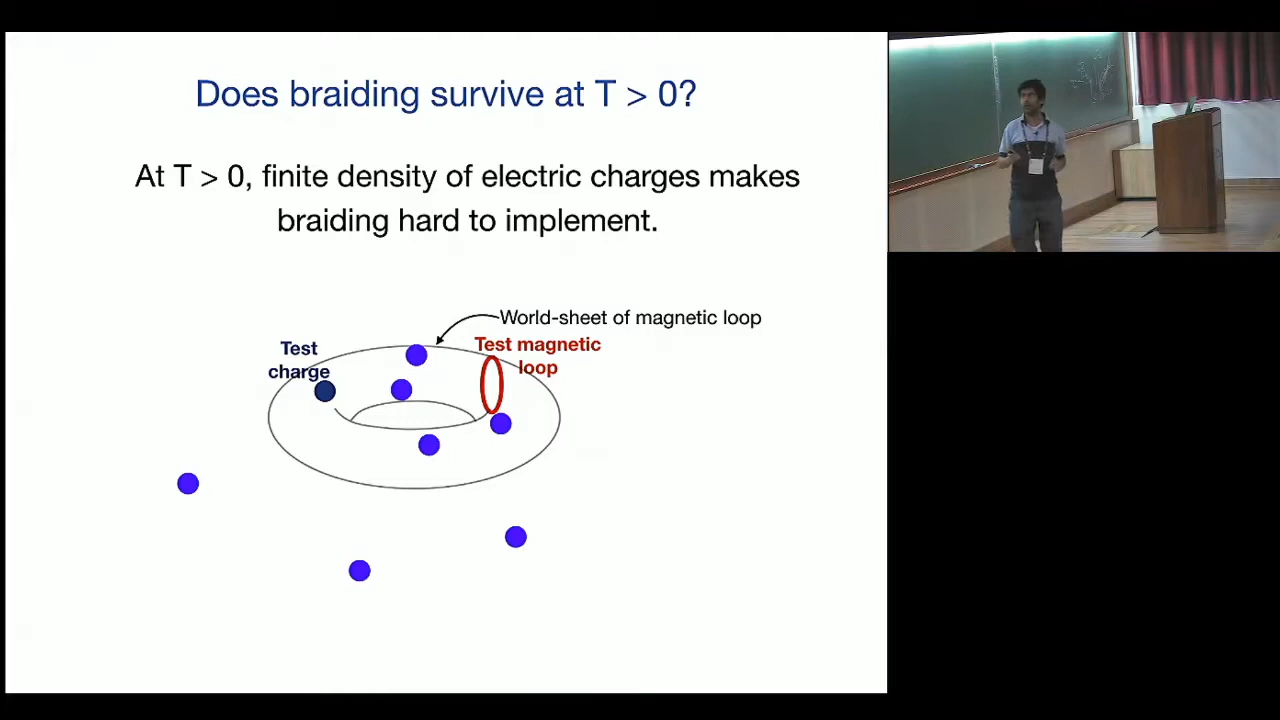 Does braiding survive at T > 0?
At T > 0, finite density of electric charges makes
braiding hard to implement.
World-sheet of magnetic loop
Test
charge
Test magnetic
loop